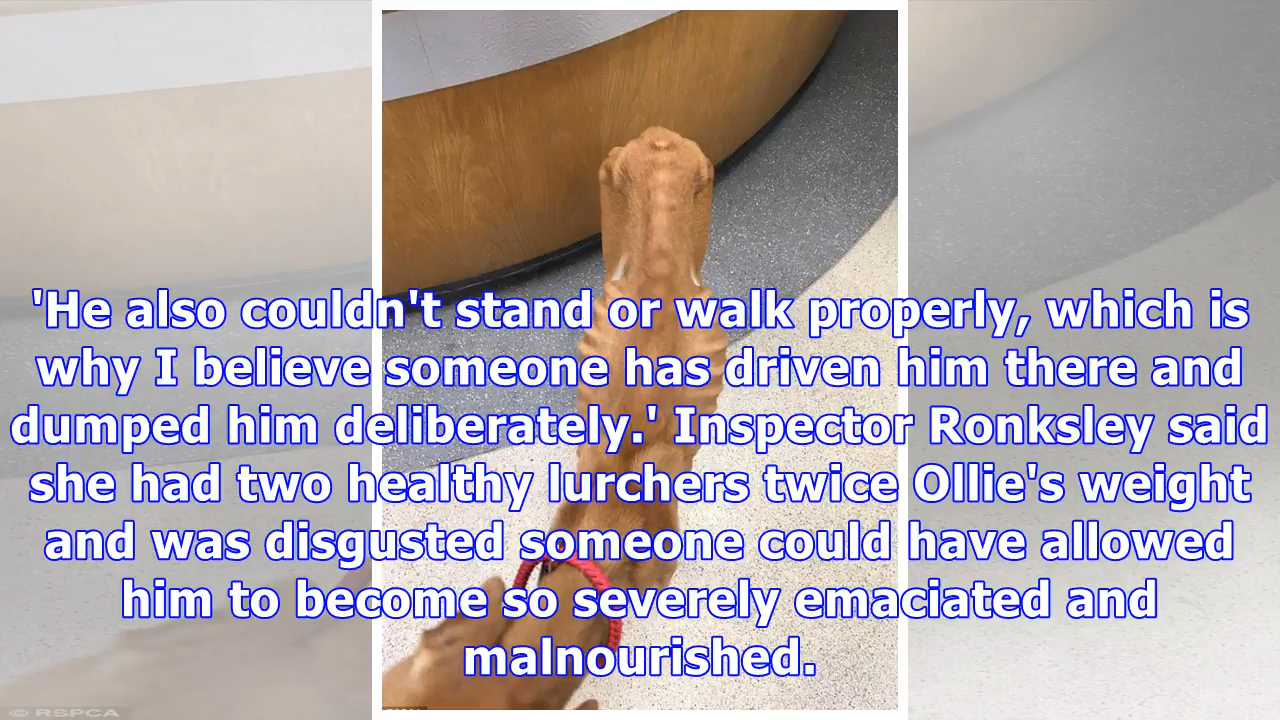 'He also couldn't stand or walk properly, which is
why I believe someone has driven him there and
dumped him deliberately.' Inspector Ronksley said
she had two healthy lurchers twice Ollie's weight
and was disgusted someone could have allowed
him to become so severely emaciated and
malnourished.
© RSPCA